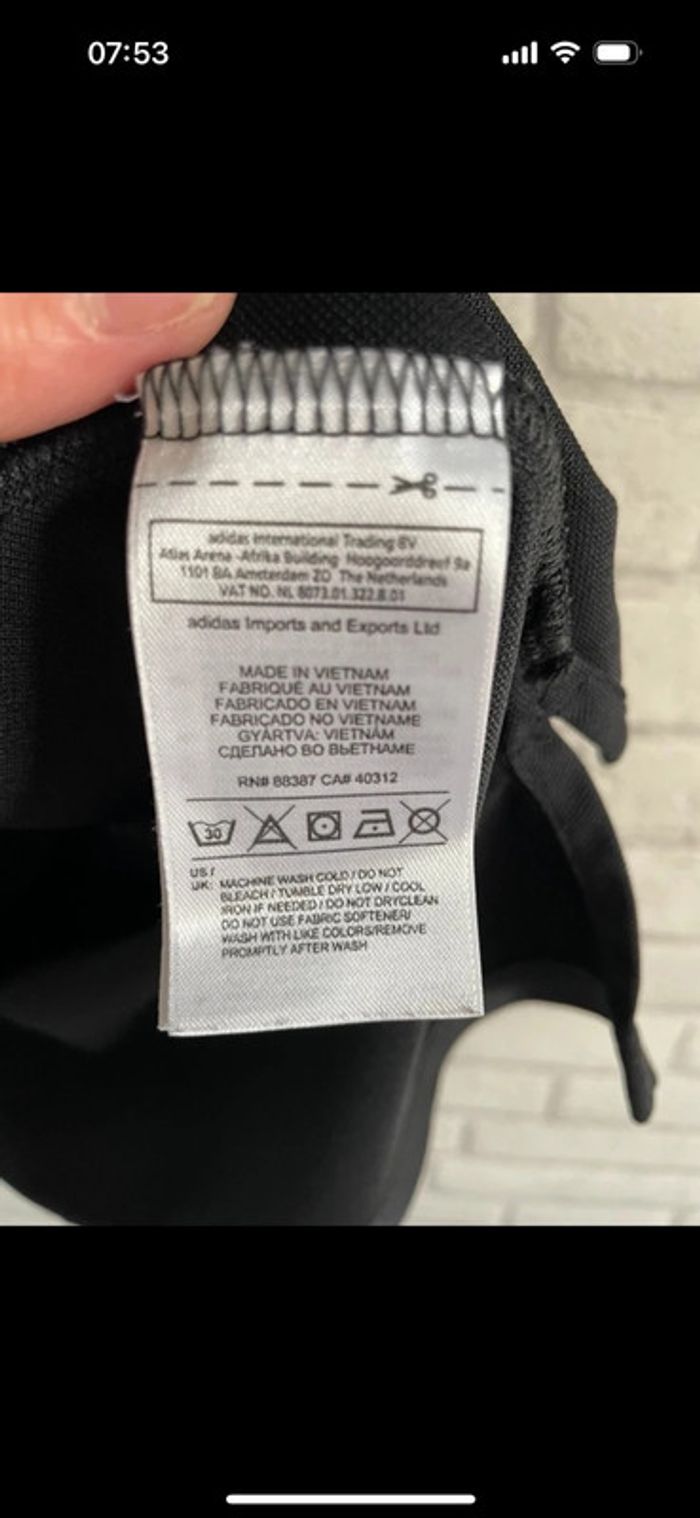 07:53
adidas International Trading BV
Atlas Arena -Afrika Building Hoogoorddreef 9a
1101 BA Amsterdam ZO The Netherlands
VAT NO. NL 8073.01.322.B.01
adidas Imports and Exports Ltd
MADE IN VIETNAM
FABRIQUÉ AU VIETNAM
FABRICADO EN VIETNAM
FABRICADO NO VIETNAME
GYÁRTVA: VIETNÁM
СДЕЛАНО ВО ВЬЕТНАМЕ
RN# 88387 CA# 40312
30
US /
UK: MACHINE WASH COLD / DO NOT
BLEACH / TUMBLE DRY LOW / COOL
IRON IF NEEDED / DO NOT DRYCLEAN
DO NOT USE FABRIC SOFTENER/
WASH WITH LIKE COLORS/REMOVE
PROMPTLY AFTER WASH